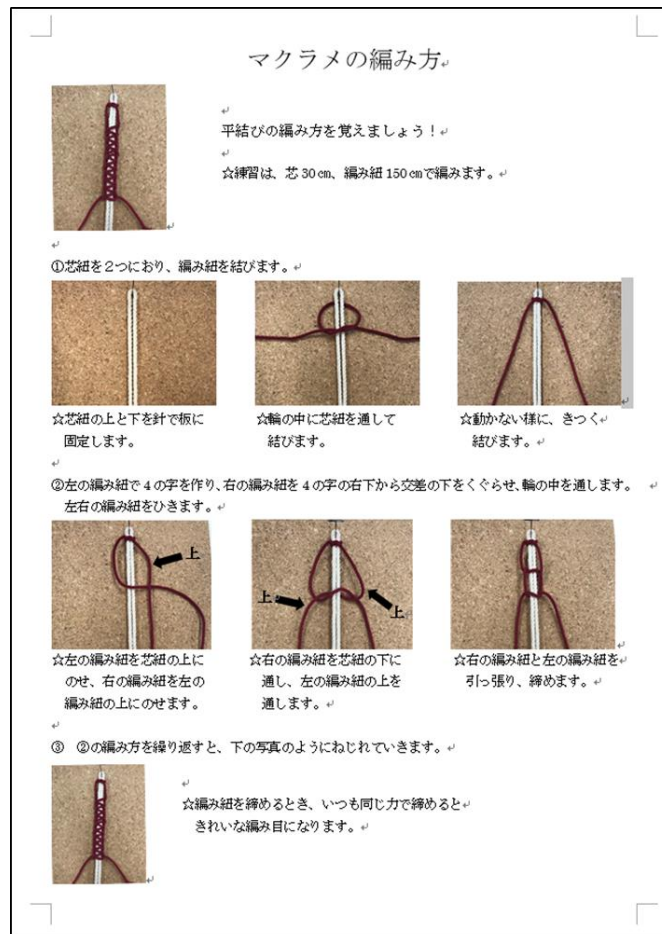 マクラメの編み方
平結びの編み方を覚えましょう！
☆練習は、芯30㎝、編み紐150㎝で編みます。
①芯紐を２つにおり、編み紐を結びます。
☆芯紐の上と下を針で板に
固定します。
☆輪の中に芯紐を通して
結びます。
☆動かない様に、きつく
結びます。
②左の編み紐で４の字を作り、右の編み紐を４の字の右下から交差の下をくぐらせ、輪の中を通します。
左右の編み紐をひきます。
上
上
上
☆左の編み紐を芯紐の上に
のせ、右の編み紐を左の
編み紐の上にのせます。
☆右の編み紐を芯紐の下に
通し、左の編み紐の上を
通します。
☆右の編み紐と左の編み紐を
引っ張り、締めます。
③　②の編み方を繰り返すと、下の写真のようにねじれていきます。
☆編み紐を締めるとき、いつも同じ力で締めると
きれいな編み目になります。